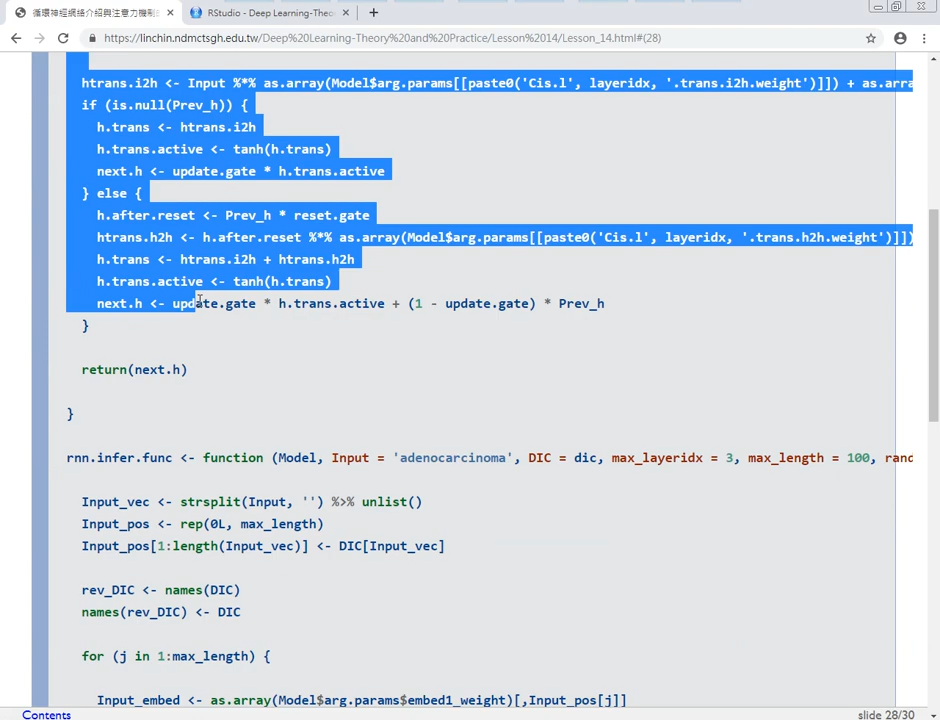 循環神經網絡介紹與注意力機制
RStudio - Deep Learning-Theo
https://linchin.ndmctsgh.edu.tw/Deep%20Learning-Theory%20and%20Practice/Lesson%2014/Lesson_14.html#(28)
htrans.i2h <- Input %*% as.array(Model$arg.params[[paste0('Cis.l', layeridx, '.trans.i2h.weight')]]) + as.arra
if (is.null(Prev_h)) {
h.trans <- htrans.i2h
h.trans.active <- tanh(h.trans)
next.h <- update.gate * h.trans.active
} else {
h.after.reset <- Prev_h * reset.gate
htrans.h2h <- h.after.reset %*% as.array(Model$arg.params[[paste0('Cis.l', layeridx, '.trans.h2h.weight')]])
h.trans <- htrans.i2h + htrans.h2h
h.trans.active <- tanh(h.trans)
next.h <- update.gate * h.trans.active + (1 - update.gate) * Prev_h
}
return(next.h)
}
rnn.infer.func <- function (Model, Input = 'adenocarcinoma', DIC = dic, max_layeridx = 3, max_length = 100, rand
Input_vec <- strsplit(Input, '') %>% unlist()
Input_pos <- rep(0L, max_length)
Input_pos[1:length(Input_vec)] <- DIC[Input_vec]
rev_DIC <- names(DIC)
names(rev_DIC) <- DIC
for (j in 1:max_length) {
Input_embed <- as.array(Model$arg.params$embed1_weight)[,Input_pos[j]]
Contents
slide 28/30